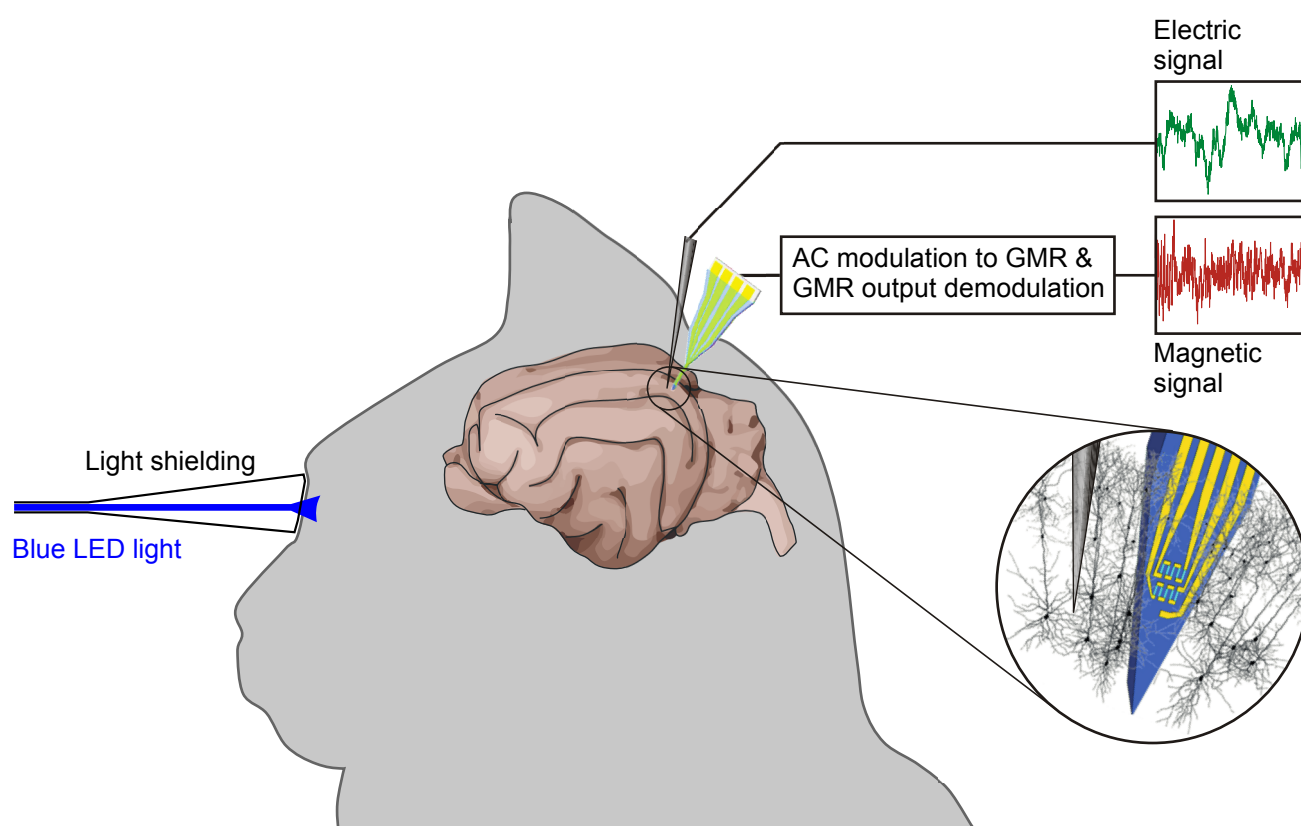 Electric
signal
AC modulation to GMR &
GMR output demodulation
Magnetic
signal
Light shielding
Blue LED light